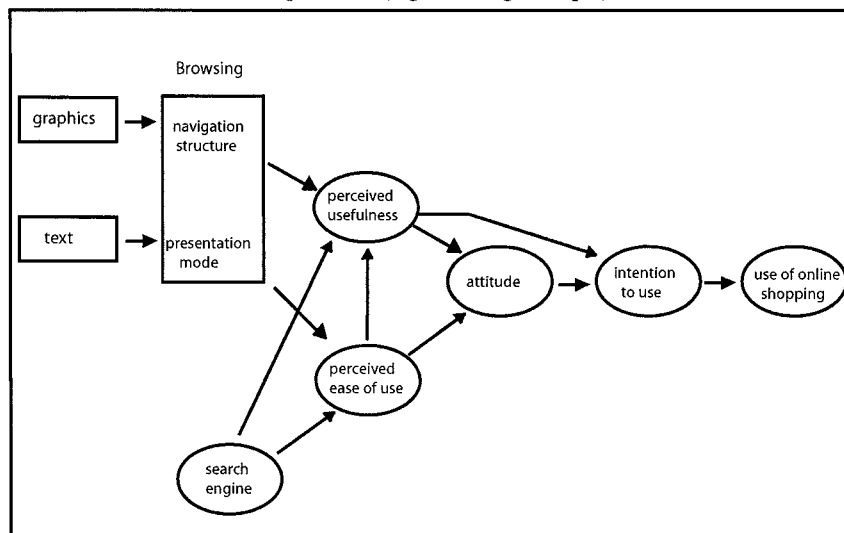 Browsing
graphics
navigation
structure
text
presentation
mode
perceived
usefulness
attitude
intention
to use
use of online
shopping
perceived
ease of use
search
engine